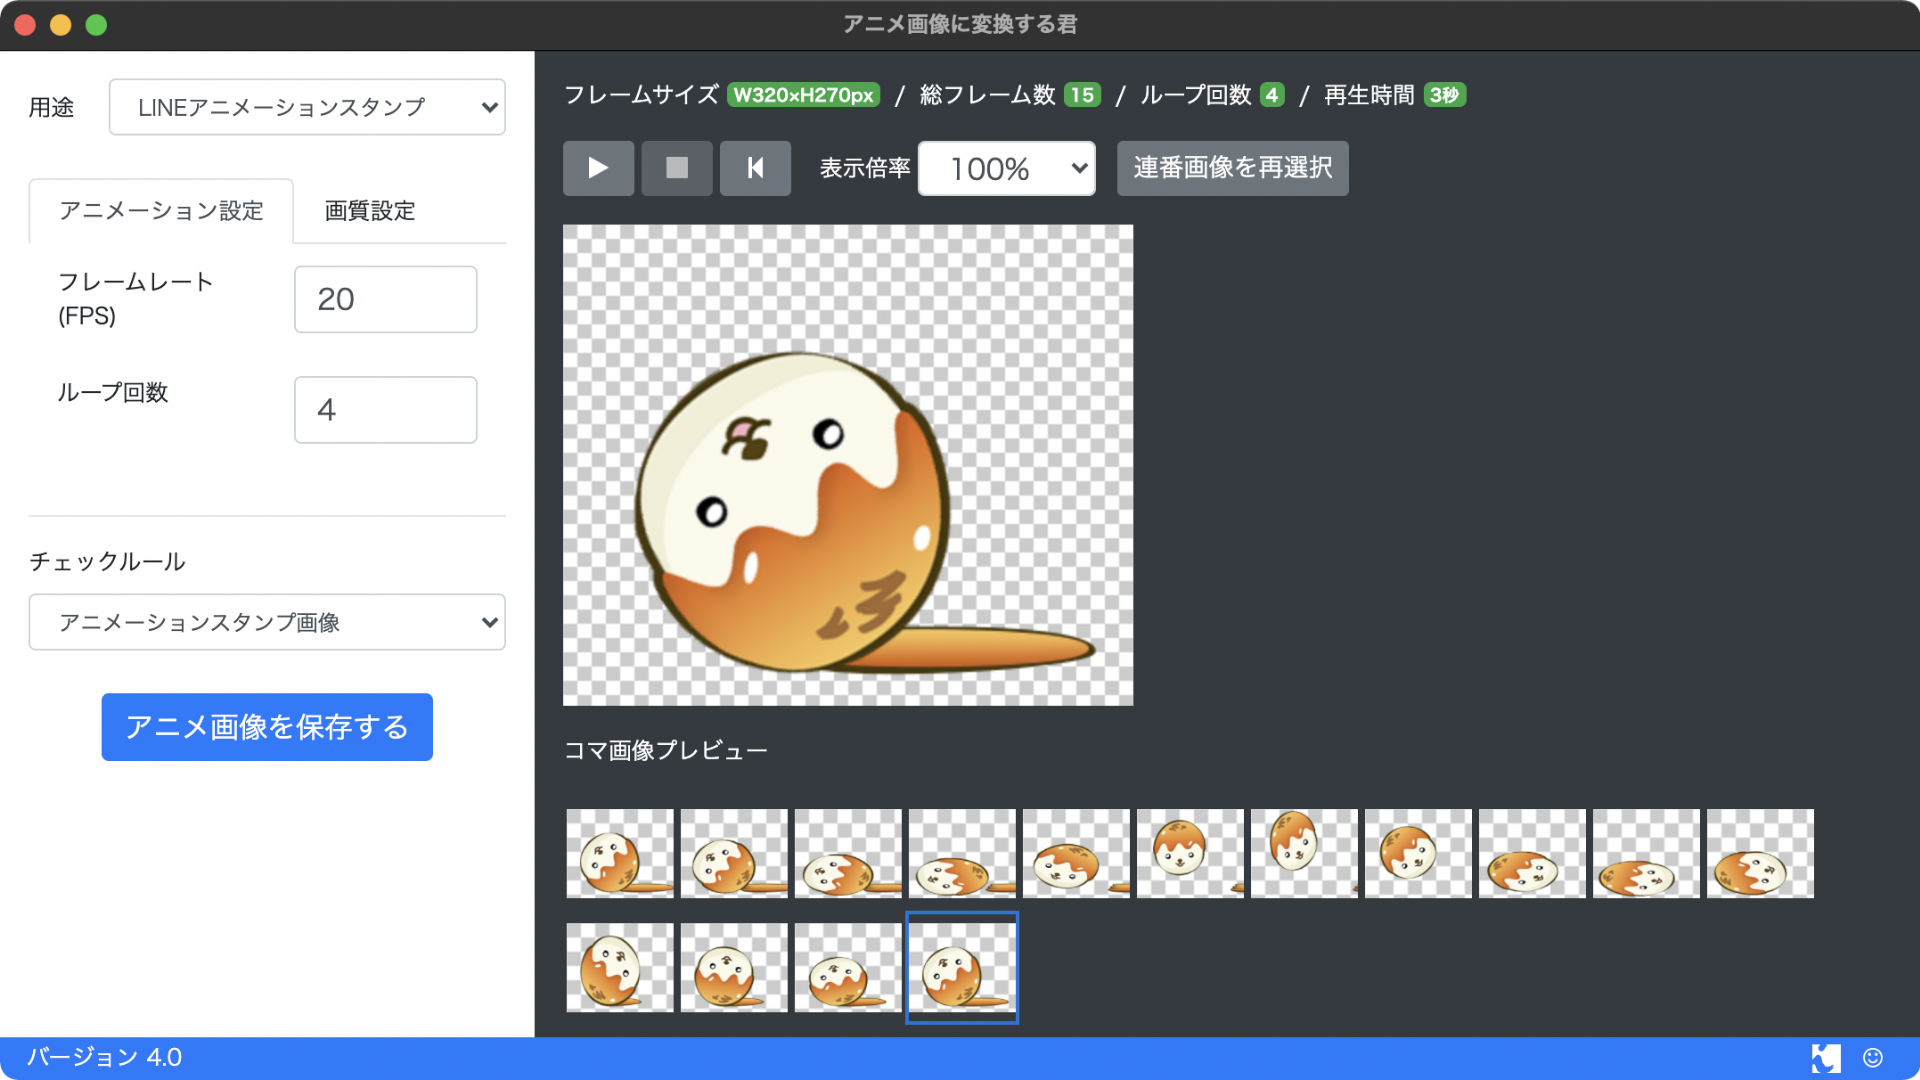 アニメ画像に変換する君
用途 LINEアニメーションスタンプ
アニメーション設定 画質設定
フレームレート
(FPS)
20
ループ回数 4
チェックルール
アニメーションスタンプ画像
アニメ画像を保存する
フレームサイズ W320×H270px / 総フレーム数 15 / ループ回数 4 / 再生時間 3秒
表示倍率 100% 連番画像を再選択
コマ画像プレビュー
バージョン 4.0